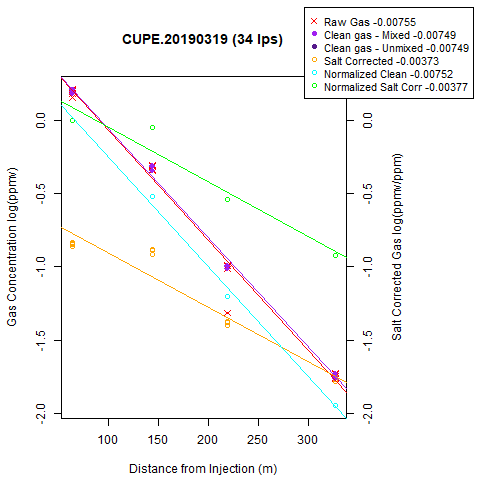 Raw Gas -0.00755
Clean gas - Mixed -0.00749
Clean gas - Unmixed -0.00749
Salt Corrected -0.00373
Normalized Clean -0.00752
Normalized Salt Corr -0.00377
CUPE.20190319 (34 lps)
Gas Concentration log(ppmv)
0.0
-0.5
-1.0
-1.5
-2.0
0.0
-0.5
-1.0
-1.5
-2.0
Salt Corrected Gas log(ppmv/ppm)
100 150 200 250 300
Distance from Injection (m)